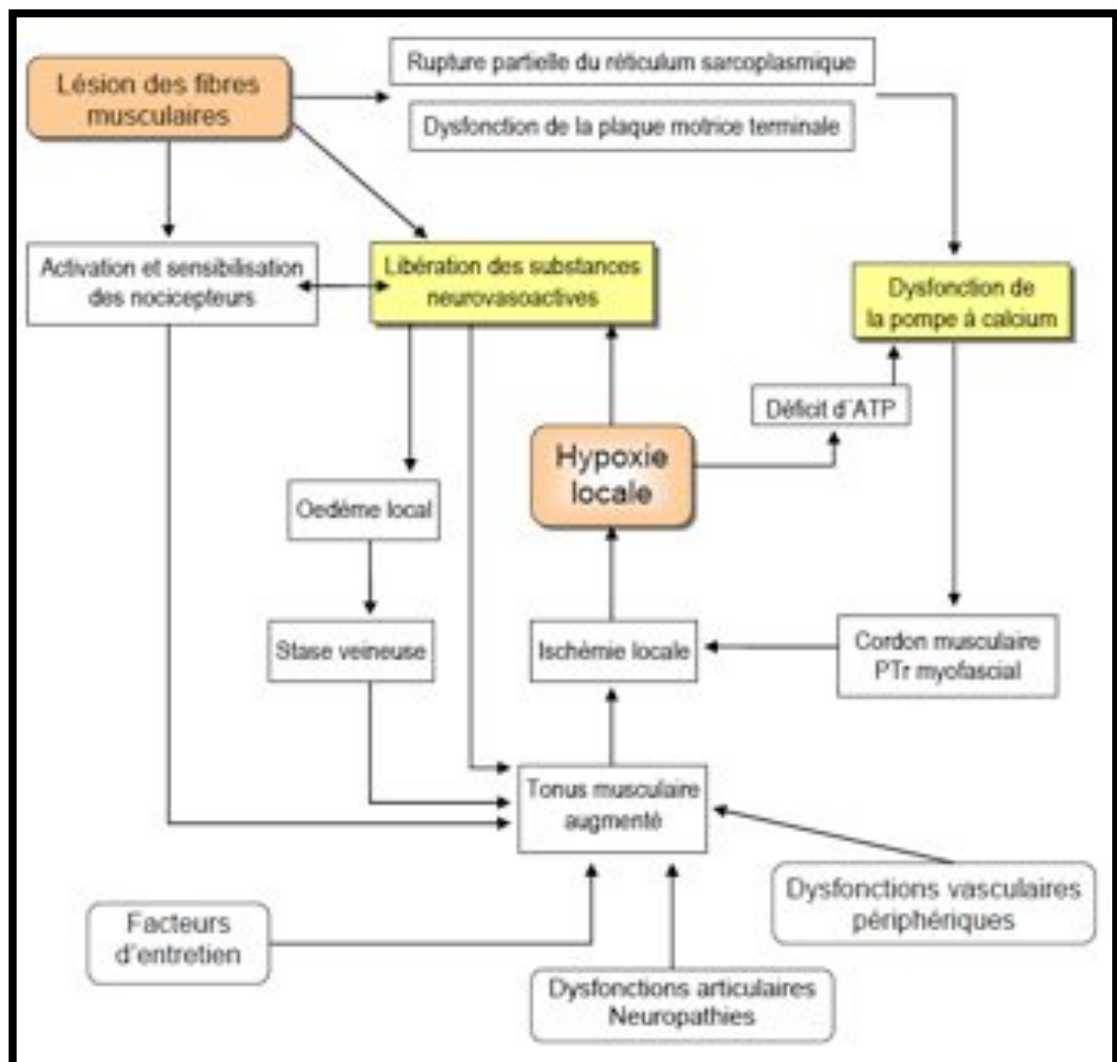 Lésion des fibres
musculaires
Rupture partielle du réticulum sarcoplasmique
Dysfonction de la plaque motrice terminale
Activation et sensibilisation
des nocicepteurs
Libération des substances
neurovasoactives
Dysfonction de
la pompe à calcium
Déficit d´ATP
Hypoxie
locale
Oedème local
Stase veineuse
Ischémie locale
Cordon musculaire
PTr myofascial
Tonus musculaire
augmenté
Dysfonctions vasculaires
périphériques
Facteurs
d'entretien
Dysfonctions articulaires
Neuropathies